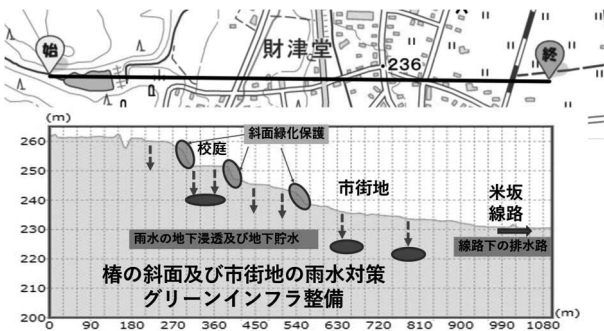 始
財津堂
236
終
(m)
(m)
260
250
240
230
220
210
200
斜面緑化保護
校庭
市街地
米坂
線路
雨水の地下浸透及び地下貯水
線路下の排水路
椿の斜面及び市街地の雨水対策
グリーンインフラ整備
0 90 180 270 360 450 540 630 720 810 900 990 1080